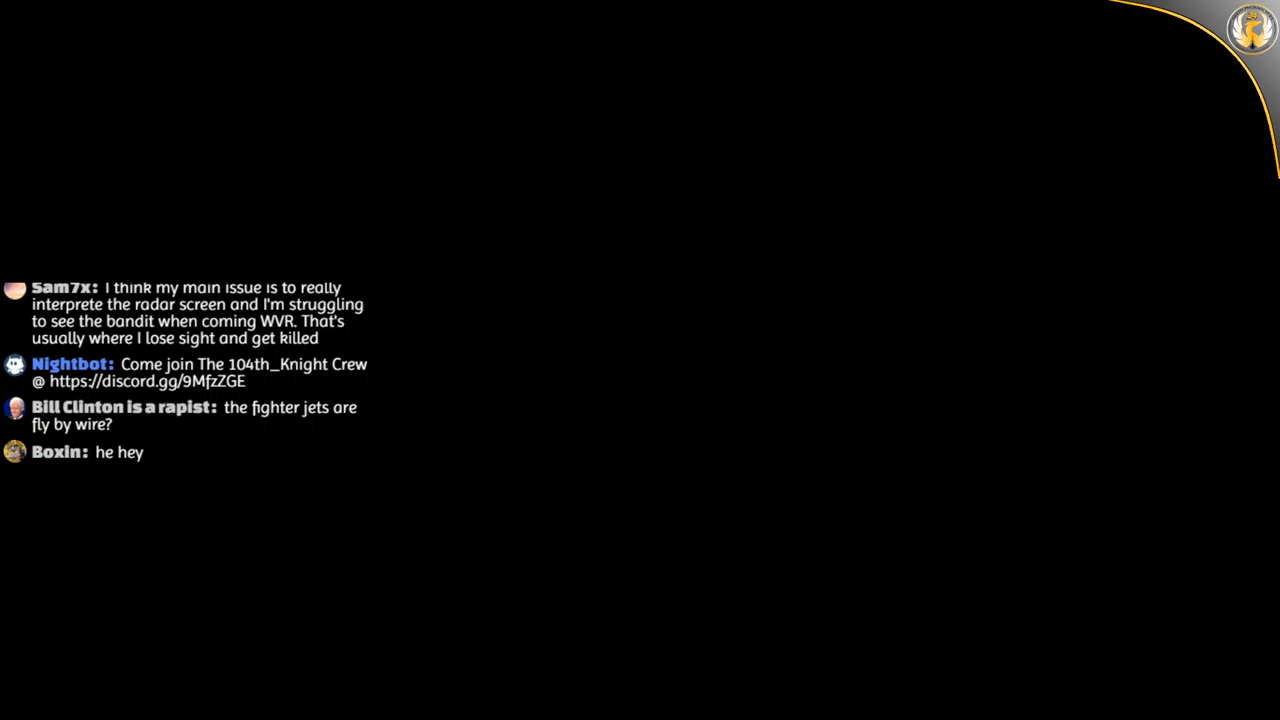 Sam7x: I think my main issue is to really
interprete the radar screen and I'm struggling
to see the bandit when coming WVR. That's
usually where I lose sight and get killed
Nightbot: Come join The 104th_Knight Crew
@ https://discord.gg/9MfzZGE
Bill Clinton is a rapist: the fighter jets are
fly by wire?
Boxin: he hey